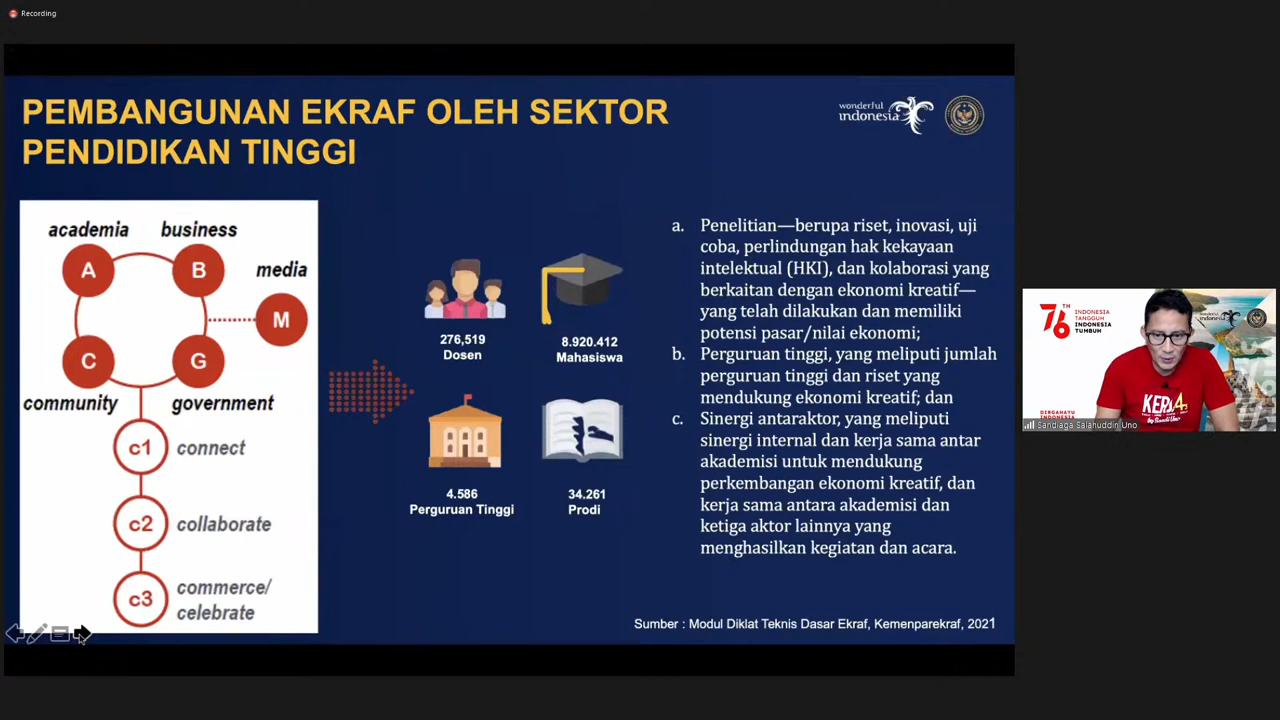 Recording
PEMBANGUNAN EKRAF OLEH SEKTOR
PENDIDIKAN TINGGI
wonderful
indonesia
academia
business
A
B
media
M
C
G
community
government
c1
connect
c2
collaborate
c3
commerce/
celebrate
276,519
Dosen
8.920.412
Mahasiswa
4.586
Perguruan Tinggi
34.261
Prodi
a. Penelitian—berupa riset, inovasi, uji
coba, perlindungan hak kekayaan
intelektual (HKI), dan kolaborasi yang
berkaitan dengan ekonomi kreatif—
yang telah dilakukan dan memiliki
potensi pasar/nilai ekonomi;
b. Perguruan tinggi, yang meliputi jumlah
perguruan tinggi dan riset yang
mendukung ekonomi kreatif; dan
c. Sinergi antaraktor, yang meliputi
sinergi internal dan kerja sama antar
akademisi untuk mendukung
perkembangan ekonomi kreatif, dan
kerja sama antara akademisi dan
ketiga aktor lainnya yang
menghasilkan kegiatan dan acara.
Sumber : Modul Diklat Teknis Dasar Ekraf, Kemenparekraf, 2021
76TH
INDONESIA
TANGGUH
INDONESIA
TUMBUH
DIRGAHAYU
INDONESIA
Sandiaga Salahuddin Uno